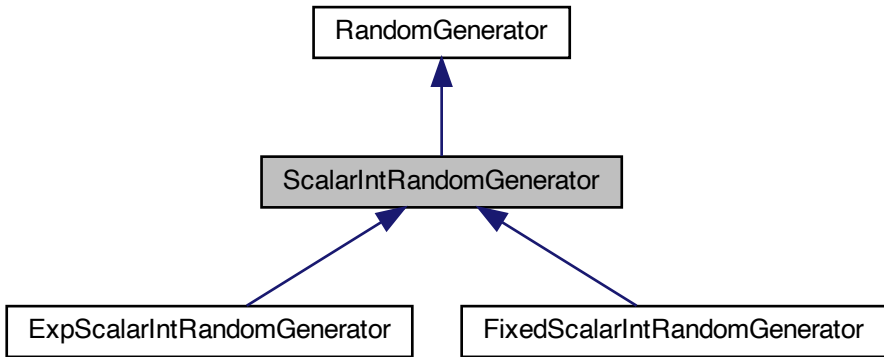 RandomGenerator
ScalarIntRandomGenerator
ExpScalarIntRandomGenerator
FixedScalarIntRandomGenerator